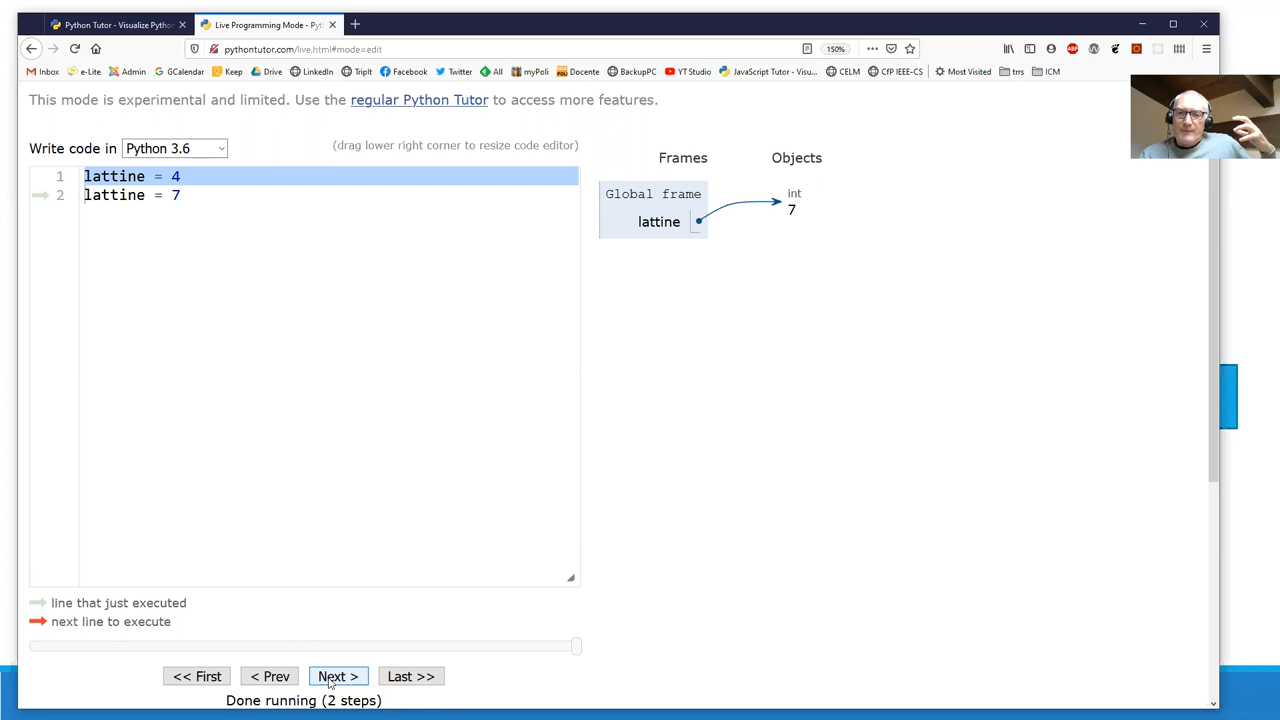 Python Tutor - Visualize Python
Live Programming Mode - Pyt
pythontutor.com/live.html#mode=edit
150%
Inbox
e-Lite
Admin
GCalendar
Keep
Drive
LinkedIn
TripIt
Facebook
Twitter
All
myPoli
Docente
BackupPC
YT Studio
JavaScript Tutor - Visu...
CELM
CfP IEEE-CS
Most Visited
trrs
ICM
This mode is experimental and limited. Use the regular Python Tutor to access more features.
Write code in Python 3.6
(drag lower right corner to resize code editor)
1 lattine = 4
2 lattine = 7
Frames
Objects
Global frame
lattine
int
7
line that just executed
next line to execute
<< First
< Prev
Next >
Last >>
Done running (2 steps)